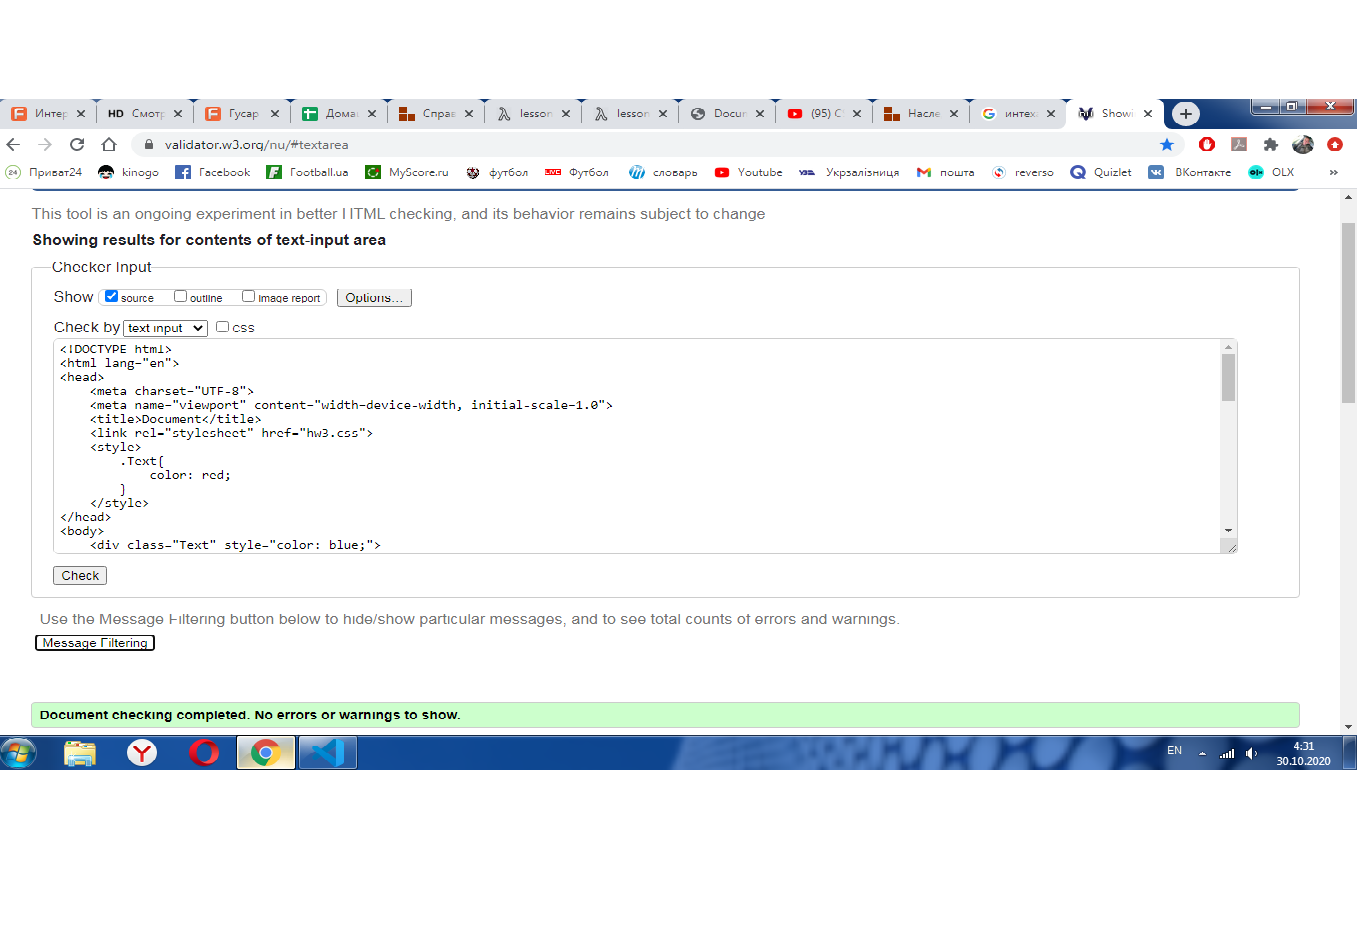 Интер HD Смотр Гусар Дома Справ lesson lesson Docum (95) С Насле интех Showi
validator.w3.org/nu/#textarea
24 Приват24 kinogo Facebook Football.ua MyScore.ru футбол LIVE Футбол словарь Youtube Укрзалізниця пошта reverso Quizlet ВКонтакте OLX »
This tool is an ongoing experiment in better HTML checking, and its behavior remains subject to change
Showing results for contents of text-input area
Checker Input
Show source outline image report Options...
Check by text input css
<!DOCTYPE html>
<html lang="en">
<head>
<meta charset="UTF-8">
<meta name="viewport" content="width=device-width, initial-scale=1.0">
<title>Document</title>
<link rel="stylesheet" href="hw3.css">
<style>
.Text{
color: red;
}
</style>
</head>
<body>
<div class="Text" style="color: blue;">
Check
Use the Message Filtering button below to hide/show particular messages, and to see total counts of errors and warnings.
Message Filtering
Document checking completed. No errors or warnings to show.
EN 4:31
30.10.2020